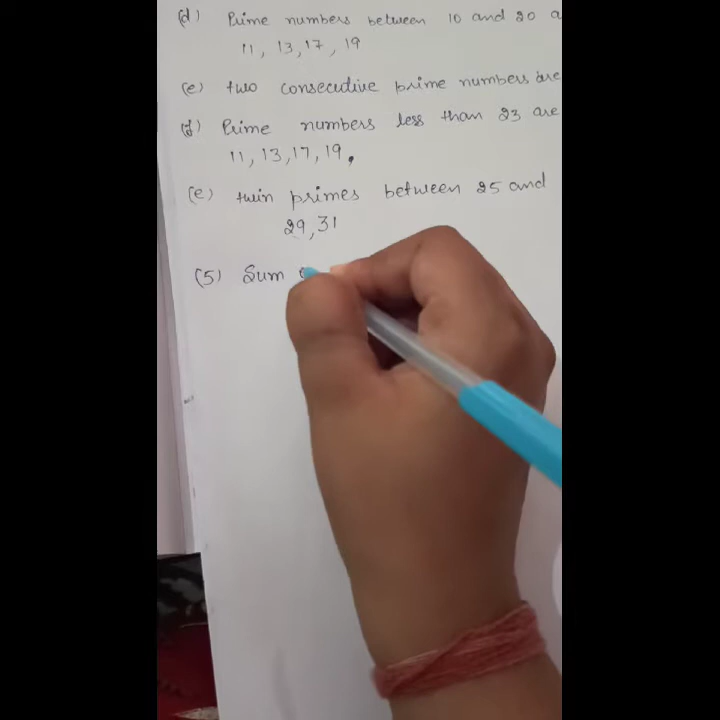 (d) Prime numbers between 10 and 20 a
11, 13, 17, 19
(e) two consecutive prime numbers are
(f) Prime numbers less than 23 are
11, 13, 17, 19.
(e) twin primes between 25 and
29, 31
(5) Sum